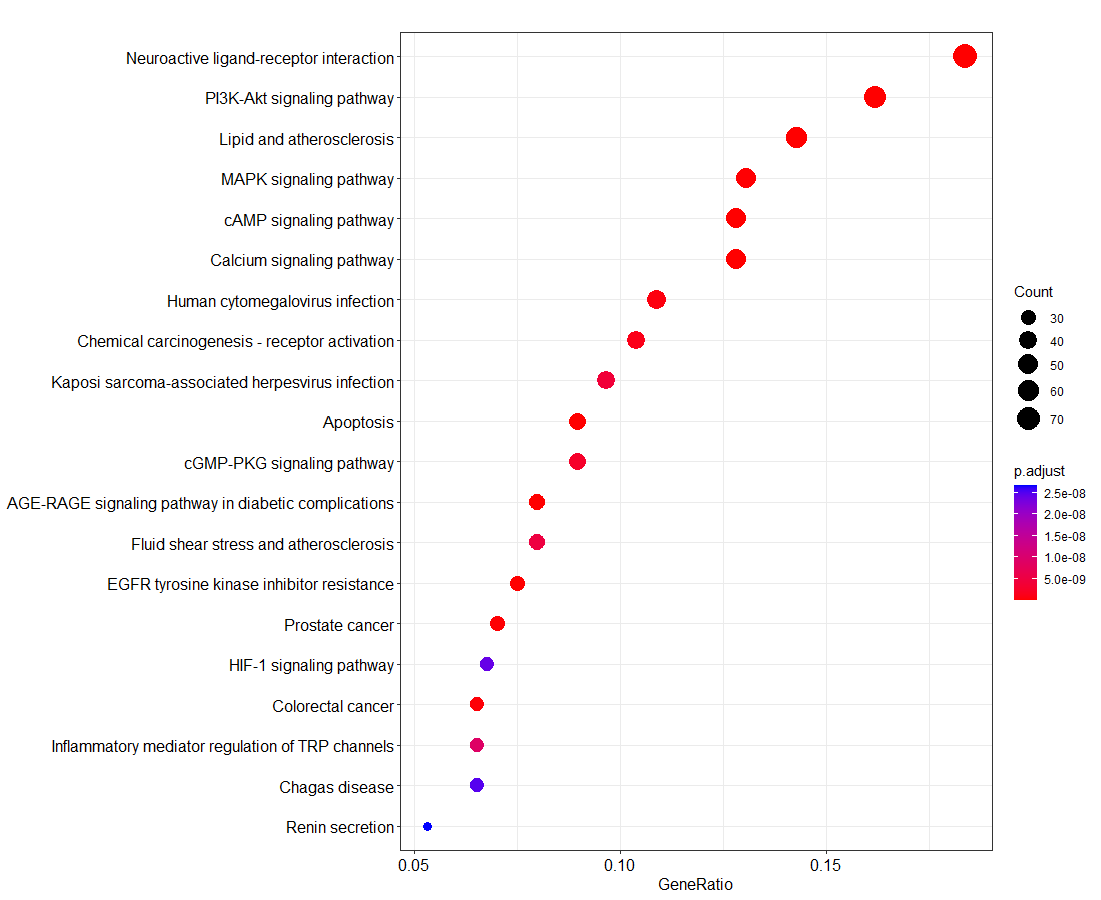 Neuroactive ligand-receptor interaction
PI3K-Akt signaling pathway
Lipid and atherosclerosis
MAPK signaling pathway
cAMP signaling pathway
Calcium signaling pathway
Human cytomegalovirus infection
Chemical carcinogenesis - receptor activation
Kaposi sarcoma-associated herpesvirus infection
Apoptosis
cGMP-PKG signaling pathway
AGE-RAGE signaling pathway in diabetic complications
Fluid shear stress and atherosclerosis
EGFR tyrosine kinase inhibitor resistance
Prostate cancer
HIF-1 signaling pathway
Colorectal cancer
Inflammatory mediator regulation of TRP channels
Chagas disease
Renin secretion
0.05 0.10 0.15
GeneRatio
Count
30
40
50
60
70
p.adjust
2.5e-08
2.0e-08
1.5e-08
1.0e-08
5.0e-09